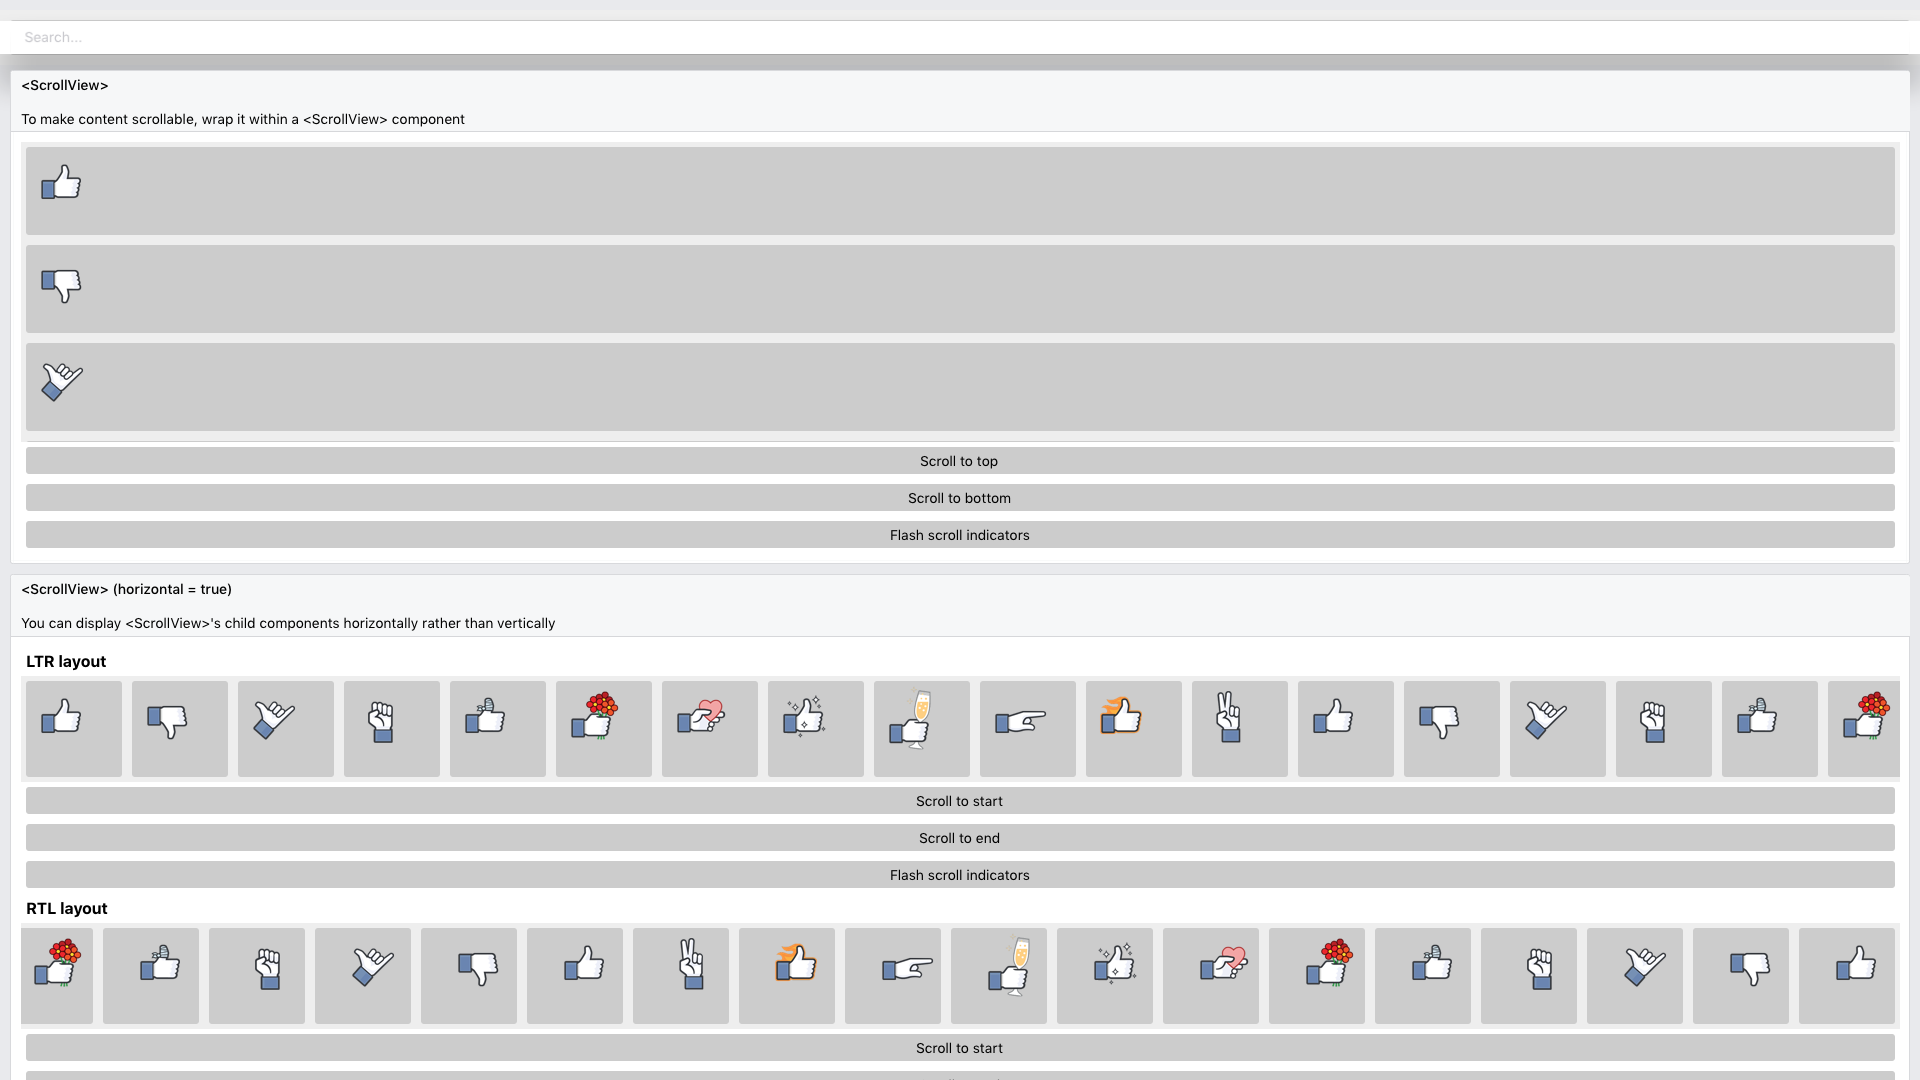 Search...
<ScrollView>
To make content scrollable, wrap it within a <ScrollView> component
Scroll to top
Scroll to bottom
Flash scroll indicators
<ScrollView> (horizontal = true)
You can display <ScrollView>'s child components horizontally rather than vertically
LTR layout
Scroll to start
Scroll to end
Flash scroll indicators
RTL layout
Scroll to start